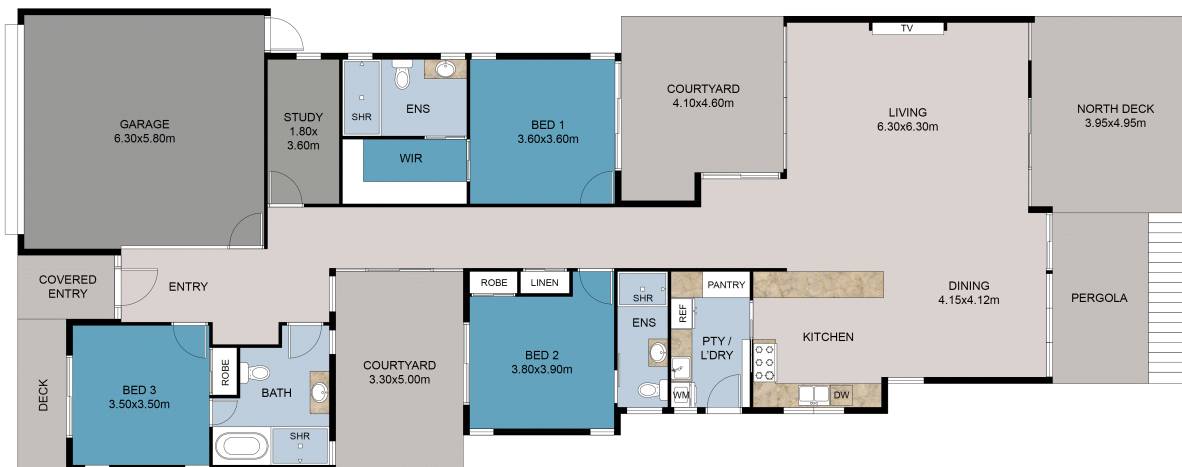 TV
GARAGE
6.30x5.80m
STUDY
1.80x
3.60m
SHR
ENS
WIR
BED 1
3.60x3.60m
COURTYARD
4.10x4.60m
LIVING
6.30x6.30m
NORTH DECK
3.95x4.95m
COVERED
ENTRY
ENTRY
ROBE
LINEN
SHR
ENS
PANTRY
REF
PTY /
L'DRY
WM
KITCHEN
DW
DINING
4.15x4.12m
PERGOLA
DECK
BED 3
3.50x3.50m
ROBE
BATH
SHR
COURTYARD
3.30x5.00m
BED 2
3.80x3.90m